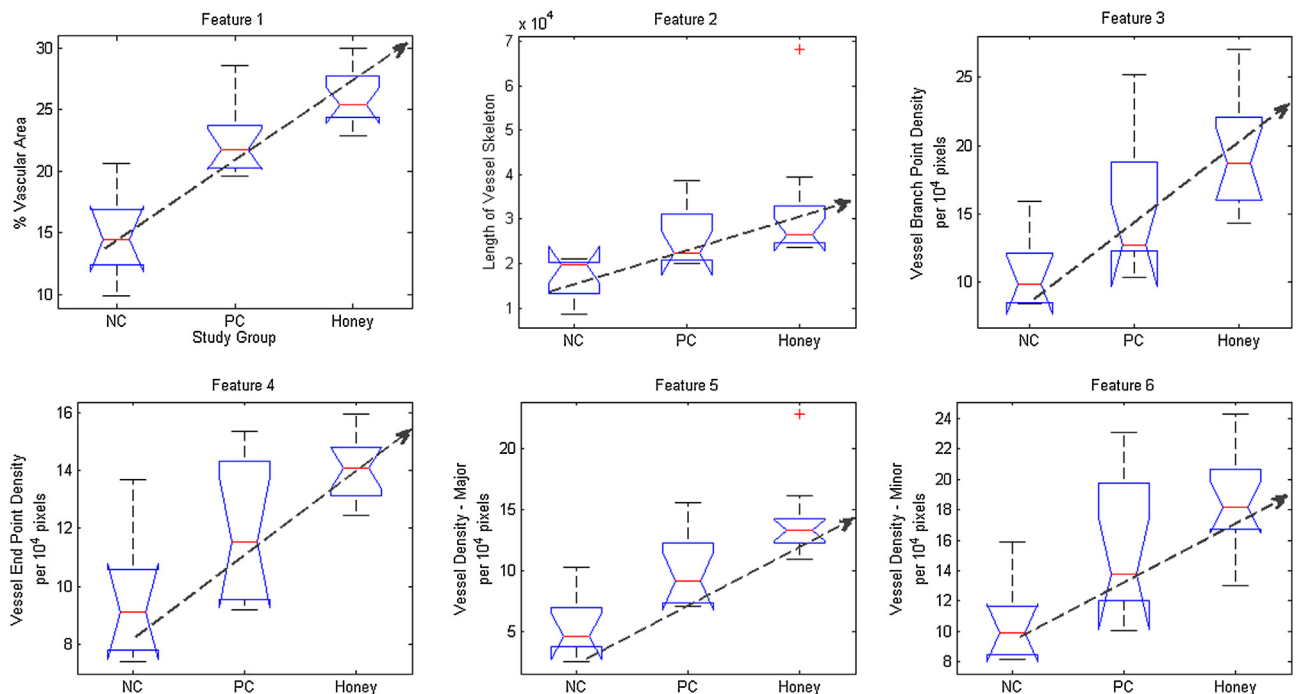 Feature 1
% Vascular Area
30
25
20
15
10
NC
PC
Honey
Study Group
Feature 2
x 10^4
Length of Vessel Skeleton
7
6
5
4
3
2
1
NC
PC
Honey
Feature 3
Vessel Branch Point Density
per 10^4 pixels
25
20
15
10
NC
PC
Honey
Feature 4
Vessel End Point Density
per 10^4 pixels
16
14
12
10
8
NC
PC
Honey
Feature 5
Vessel Density - Major
per 10^4 pixels
20
15
10
5
NC
PC
Honey
Feature 6
Vessel Density - Minor
per 10^4 pixels
24
22
20
18
16
14
12
10
8
NC
PC
Honey